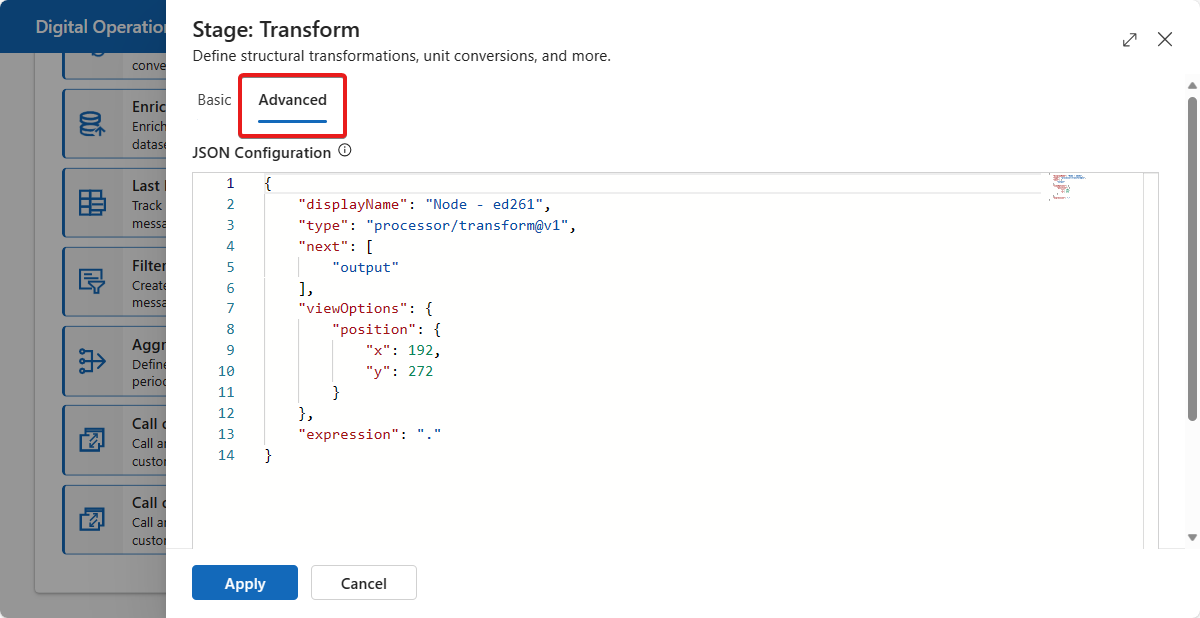 Digital Operation
Stage: Transform
Define structural transformations, unit conversions, and more.
Basic
Advanced
JSON Configuration
1 {
2 "displayName": "Node - ed261",
3 "type": "processor/transform@v1",
4 "next": [
5 "output"
6 ],
7 "viewOptions": {
8 "position": {
9 "x": 192,
10 "y": 272
11 }
12 },
13 "expression": "."
14 }
Apply
Cancel
conve
Enric
Enrich
datase
Last
Track
messa
Filter
Create
messa
Aggr
Define
period
Call
Call an
custo
Call
Call an
custo